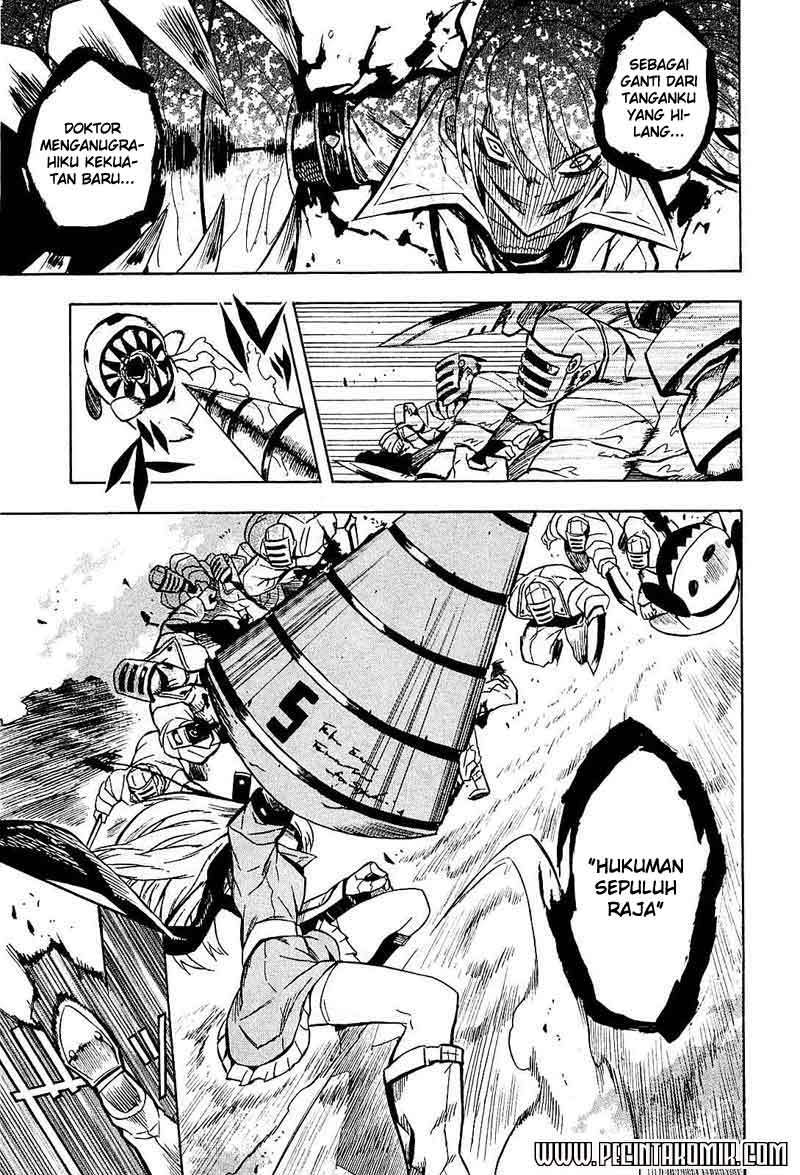 SEBAGAI
GANTI DARI
TANGANKU
YANG HI-
LANG...
DOKTOR
MENGANUGRA-
HIKU KEKUA-
TAN BARU...
5
"HUKUMAN
SEPULUH
RAJA"
WWW.PECINTAKOMIK.COM